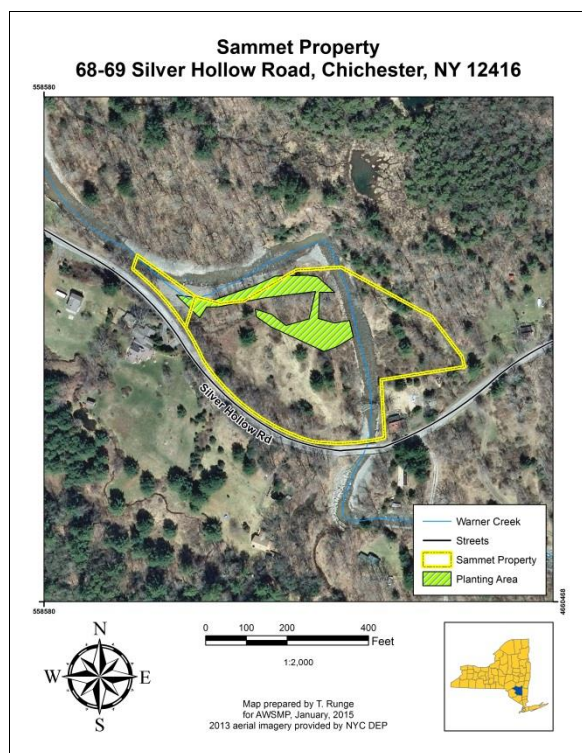 Sammet Property
68-69 Silver Hollow Road, Chichester, NY 12416
558580
Silver Hollow Rd
Warner Creek
Streets
Sammet Property
Planting Area
558580
4660468
N
W
E
S
0 100 200 400
Feet
1:2,000
Map prepared by T. Runge
for AWSMP, January, 2015
2013 aerial imagery provided by NYC DEP